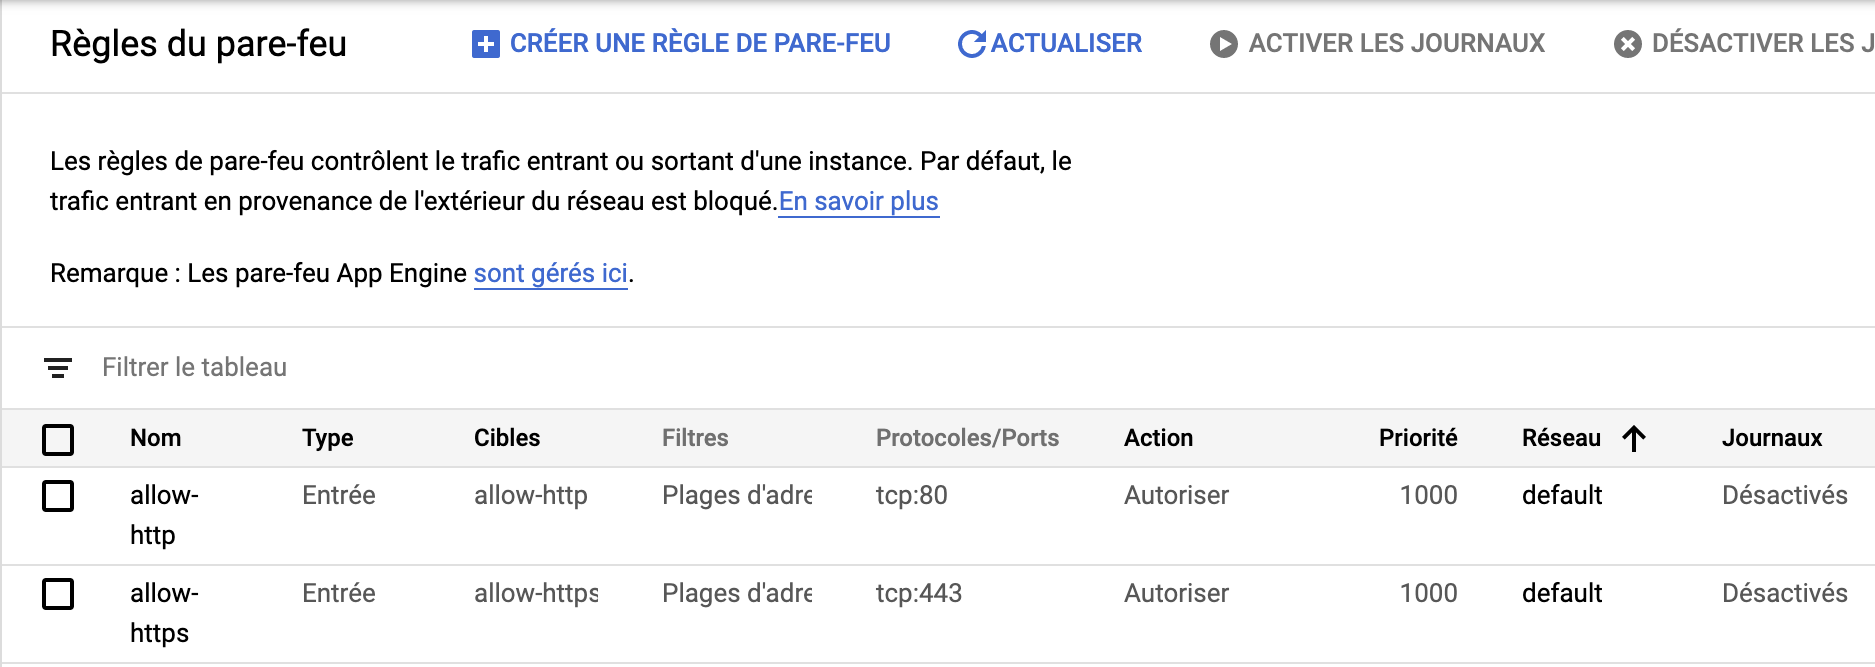 Règles du pare-feu CRÉER UNE RÈGLE DE PARE-FEU ACTUALISER ACTIVER LES JOURNAUX DÉSACTIVER LES J
Les règles de pare-feu contrôlent le trafic entrant ou sortant d'une instance. Par défaut, le
trafic entrant en provenance de l'extérieur du réseau est bloqué.En savoir plus
Remarque : Les pare-feu App Engine sont gérés ici.
Filtrer le tableau
Nom Type Cibles Filtres Protocoles/Ports Action Priorité Réseau Journaux
allow- Entrée allow-http Plages d'adre tcp:80 Autoriser 1000 default Désactivés
http
allow- Entrée allow-https Plages d'adre tcp:443 Autoriser 1000 default Désactivés
https